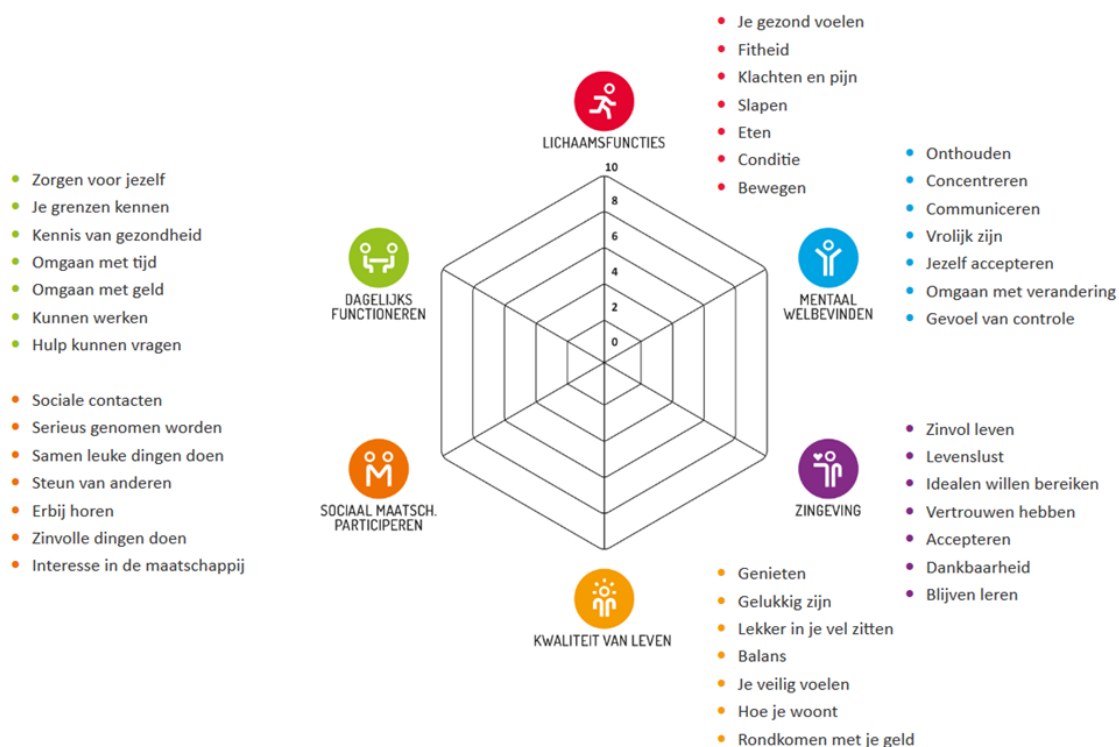 Je gezond voelen
Fitheid
Klachten en pijn
Slapen
Eten
Conditie
Bewegen
LICHAAMSFUNCTIES
10
8
6
4
2
0
Onthouden
Concentreren
Communiceren
Vrolijk zijn
Jezelf accepteren
Omgaan met verandering
Gevoel van controle
MENTAAL
WELBEVINDEN
Zinvol leven
Levenslust
Idealen willen bereiken
Vertrouwen hebben
Accepteren
Dankbaarheid
Blijven leren
ZINGEVING
Genieten
Gelukkig zijn
Lekker in je vel zitten
Balans
Je veilig voelen
Hoe je woont
Rondkomen met je geld
KWALITEIT VAN LEVEN
Sociale contacten
Serieus genomen worden
Samen leuke dingen doen
Steun van anderen
Erbij horen
Zinvolle dingen doen
Interesse in de maatschappij
SOCIAAL MAATSCH.
PARTICIPEREN
Zorgen voor jezelf
Je grenzen kennen
Kennis van gezondheid
Omgaan met tijd
Omgaan met geld
Kunnen werken
Hulp kunnen vragen
DAGELIJKS
FUNCTIONEREN